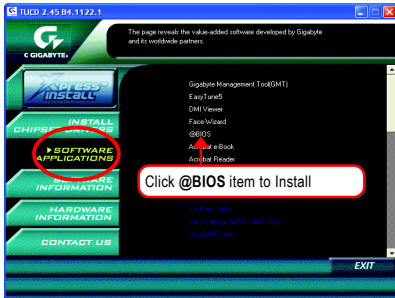 TUCD 2.45 B4.1122.1
The page reveals the value-added software developed by Gigabyte
and its worldwide partners.
GIGABYTE
Xpress
Install
INSTALL
CHIPSET DRIVERS
SOFTWARE
APPLICATIONS
SOFTWARE
INFORMATION
HARDWARE
INFORMATION
CONTACT US
Gigabyte Management Tool(GMT)
EasyTune5
DMI Viewer
Face-Wizard
@BIOS
Acrobat e-Book
Acrobat Reader
Click @BIOS item to Install
EXIT